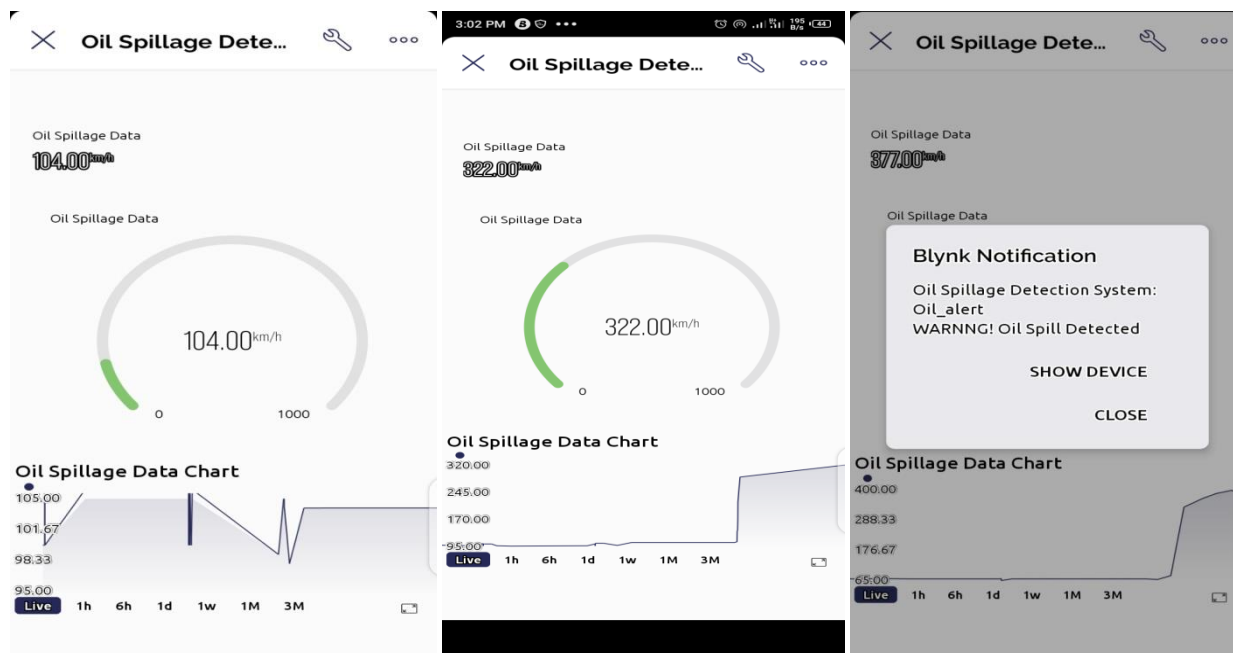 Oil Spillage Dete...
Oil Spillage Data
104.00km/h
Oil Spillage Data
104.00km/h
0 1000
Oil Spillage Data Chart
105.00
101.67
98.33
95.00
Live 1h 6h 1d 1w 1M 3M
3:02 PM 195 B/s 44
Oil Spillage Dete...
Oil Spillage Data
322.00km/h
Oil Spillage Data
322.00km/h
0 1000
Oil Spillage Data Chart
320.00
245.00
170.00
95.00
Live 1h 6h 1d 1w 1M 3M
Oil Spillage Dete...
Oil Spillage Data
377.00km/h
Oil Spillage Data
Blynk Notification
Oil Spillage Detection System:
Oil_alert
WARNNG! Oil Spill Detected
SHOW DEVICE
CLOSE
Oil Spillage Data Chart
400.00
288.33
176.67
65.00
Live 1h 6h 1d 1w 1M 3M